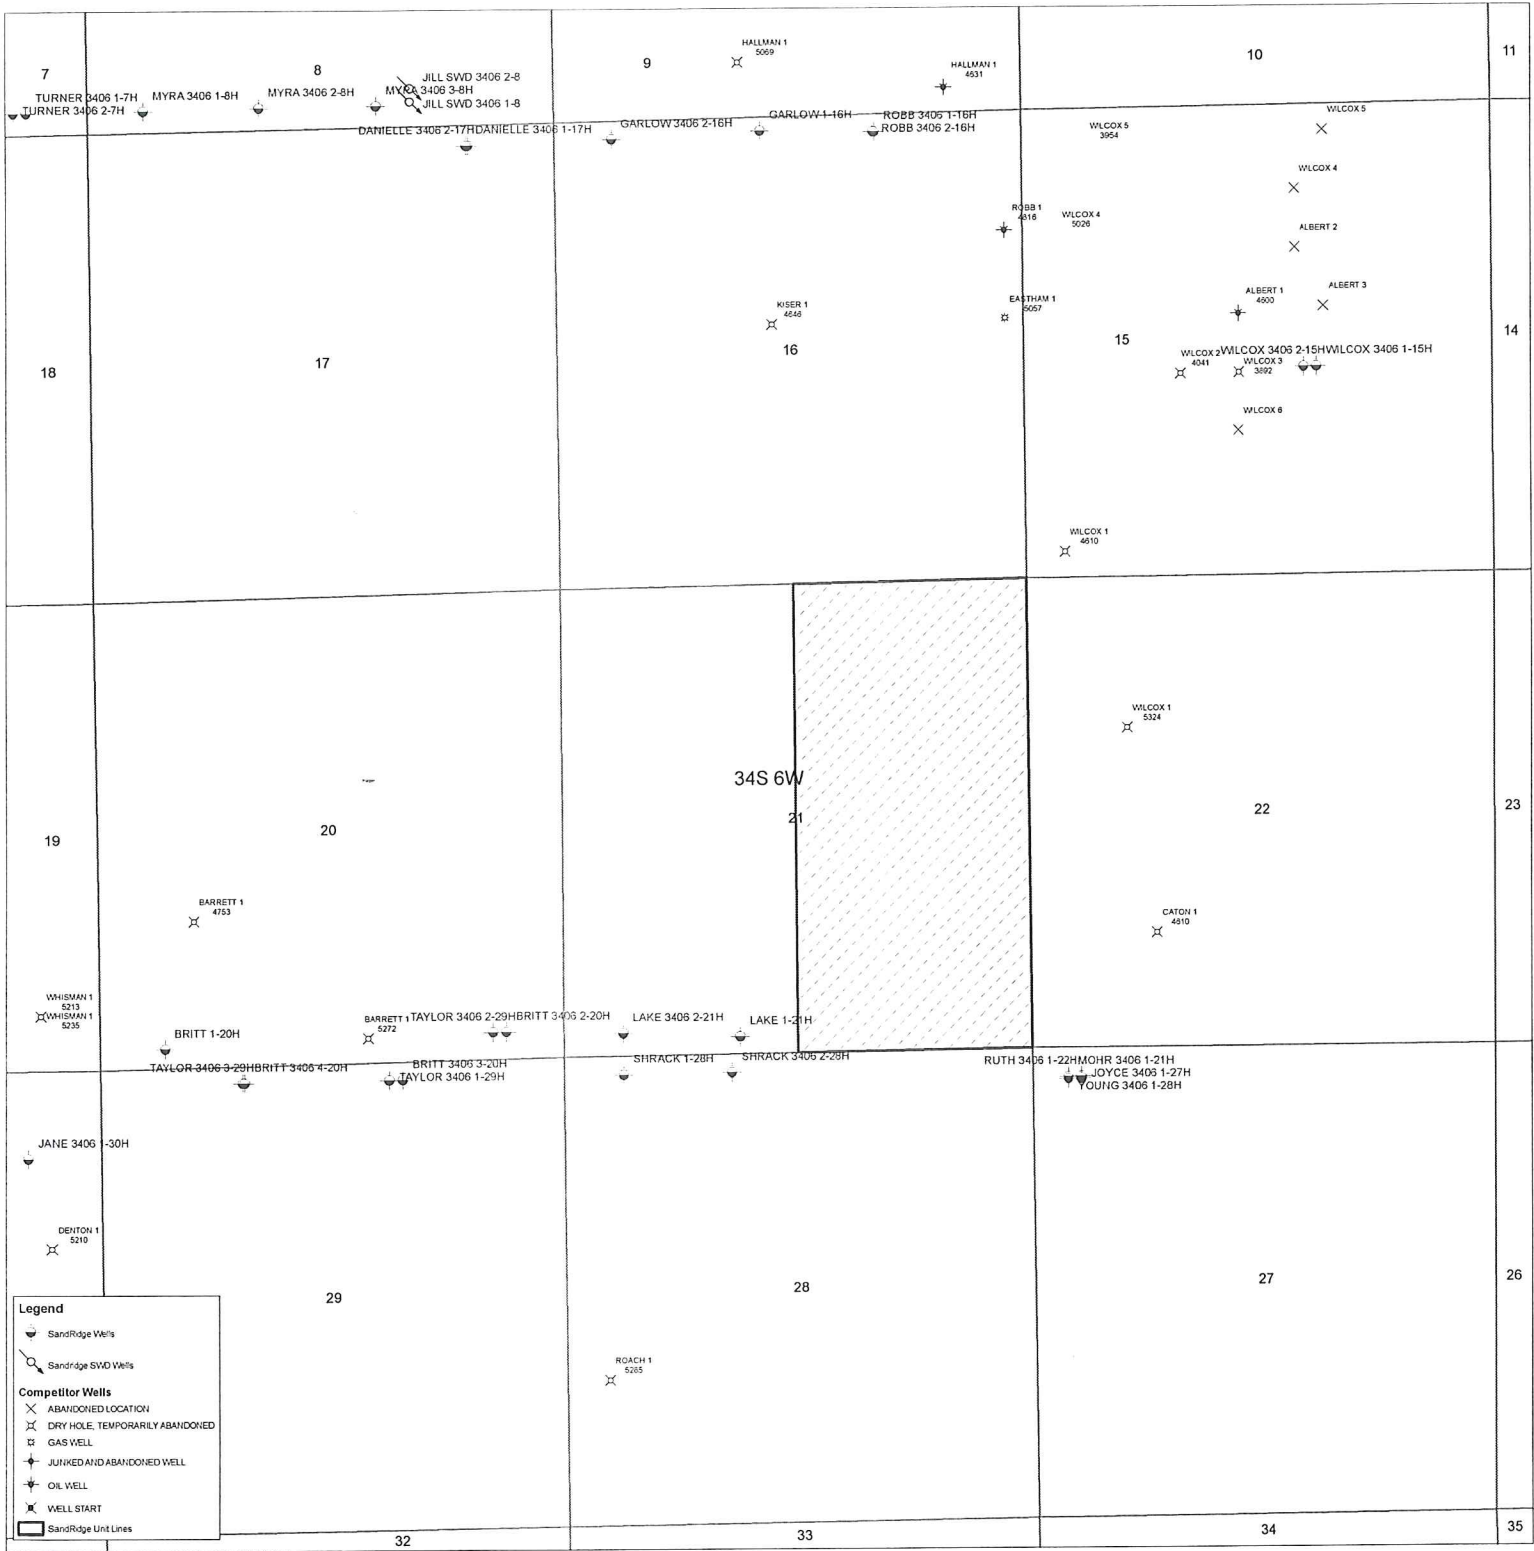 7
8
9
10
11
HALLMAN 1
5069
HALLMAN 1
4631
JILL SWD 3406 2-8
TURNER 3406 1-7H
TURNER 3406 2-7H
MYRA 3406 1-8H
MYRA 3406 2-8H
MYRA 3406 3-8H
JILL SWD 3406 1-8
DANIELLE 3406 2-17H
DANIELLE 3406 1-17H
GARLOW 3406 2-16H
GARLOW 1-16H
ROBB 3406 1-16H
ROBB 3406 2-16H
WILCOX 5
3954
WILCOX 5
WILCOX 4
ROBB 1
4816
WILCOX 4
5026
ALBERT 2
KISER 1
4646
EASTHAM 1
5057
ALBERT 1
4600
ALBERT 3
18
17
16
15
14
WILCOX 2
4041
WILCOX 3406 2-15H
WILCOX 3406 1-15H
WILCOX 3
3892
WILCOX 6
WILCOX 1
4610
WILCOX 1
5324
34S 6W
19
20
21
22
23
BARRETT 1
4753
CATON 1
4610
WHISMAN 1
5213
WHISMAN 1
5235
BRITT 1-20H
BARRETT 1
5272
TAYLOR 3406 2-29H
BRITT 3406 2-20H
LAKE 3406 2-21H
LAKE 1-21H
TAYLOR 3406 3-29H
BRITT 3406 4-20H
BRITT 3406 3-20H
TAYLOR 3406 1-29H
SHRACK 1-28H
SHRACK 3406 2-28H
RUTH 3406 1-22H
MOHR 3406 1-21H
JOYCE 3406 1-27H
YOUNG 3406 1-28H
JANE 3406 1-30H
DENTON 1
5210
29
28
27
26
ROACH 1
5265
Legend
SandRidge Wells
Sandridge SWD Wells
Competitor Wells
ABANDONED LOCATION
DRY HOLE, TEMPORARILY ABANDONED
GAS WELL
JUNKED AND ABANDONED WELL
OIL WELL
WELL START
SandRidge Unit Lines
32
33
34
35